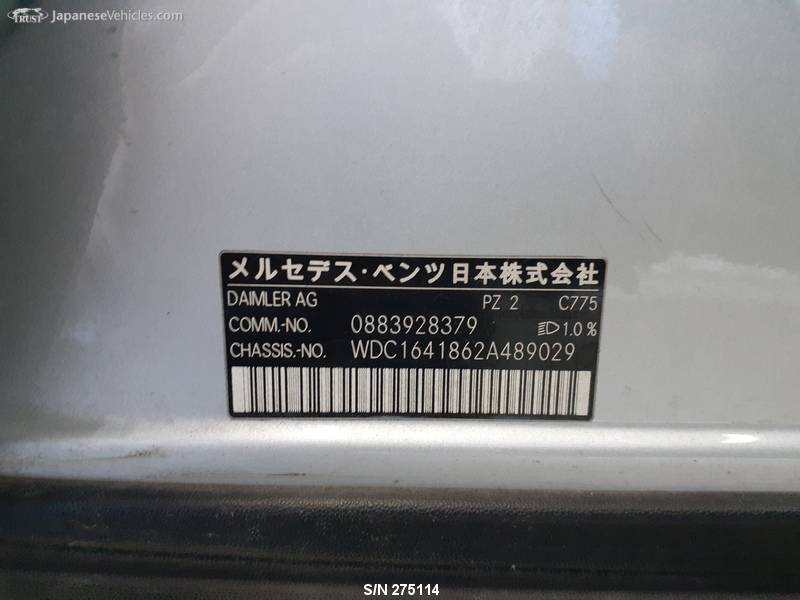 TRUST JapaneseVehicles.com
メルセデス・ベンツ日本株式会社
DAIMLER AG PZ 2 C775
COMM.-NO. 0883928379 1.0 %
CHASSIS.-NO. WDC1641862A489029
S/N 275114